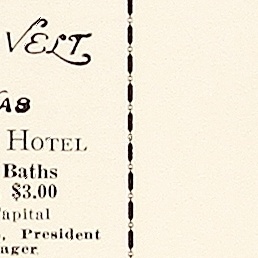 VELT
AS
HOTEL
Baths
$3.00
apital
, President
ager